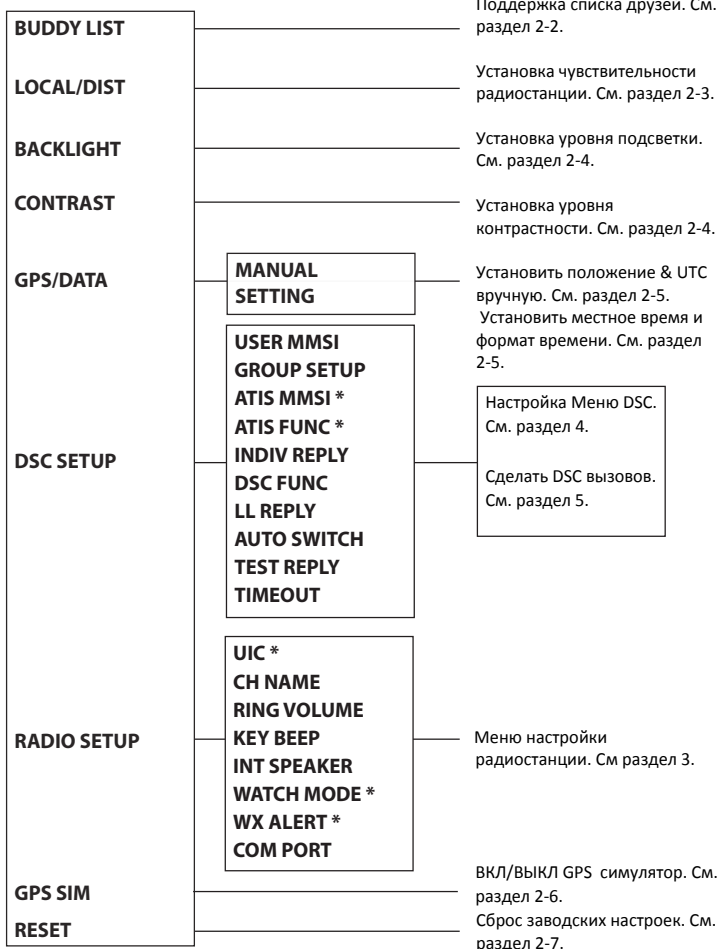 BUDDY LIST
Поддержка списка друзей. См.
раздел 2-2.
LOCAL/DIST
Установка чувствительности
радиостанции. См. раздел 2-3.
BACKLIGHT
Установка уровня подсветки.
См. раздел 2-4.
CONTRAST
Установка уровня
контрастности. См. раздел 2-4.
GPS/DATA
MANUAL
SETTING
Установить положение & UTC
вручную. См. раздел 2-5.
Установить местное время и
формат времени. См. раздел
2-5.
DSC SETUP
USER MMSI
GROUP SETUP
ATIS MMSI *
ATIS FUNC *
INDIV REPLY
DSC FUNC
LL REPLY
AUTO SWITCH
TEST REPLY
TIMEOUT
Настройка Меню DSC.
См. раздел 4.
Сделать DSC вызовов.
См. раздел 5.
RADIO SETUP
UIC *
CH NAME
RING VOLUME
KEY BEEP
INT SPEAKER
WATCH MODE *
WX ALERT *
COM PORT
Меню настройки
радиостанции. См раздел 3.
GPS SIM
ВКЛ/ВЫКЛ GPS симулятор. См.
раздел 2-6.
RESET
Сброс заводских настроек. См.
раздел 2-7.